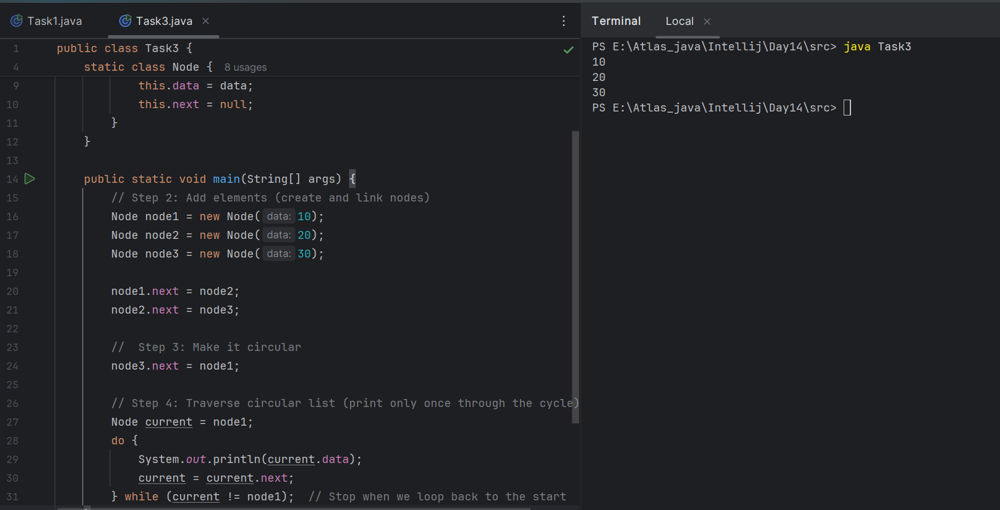 Task1.java
Task3.java
1 public class Task3 {
4 static class Node { 8 usages
9 this.data = data;
10 this.next = null;
11 }
12 }
13
14 public static void main(String[] args) {
15 // Step 2: Add elements (create and link nodes)
16 Node node1 = new Node( data: 10);
17 Node node2 = new Node( data: 20);
18 Node node3 = new Node( data: 30);
19
20 node1.next = node2;
21 node2.next = node3;
22
23 //  Step 3: Make it circular
24 node3.next = node1;
25
26 // Step 4: Traverse circular list (print only once through the cycle)
27 Node current = node1;
28 do {
29 System.out.println(current.data);
30 current = current.next;
31 } while (current != node1);  // Stop when we loop back to the start
Terminal Local
PS E:\Atlas_java\Intellij\Day14\src> java Task3
10
20
30
PS E:\Atlas_java\Intellij\Day14\src>